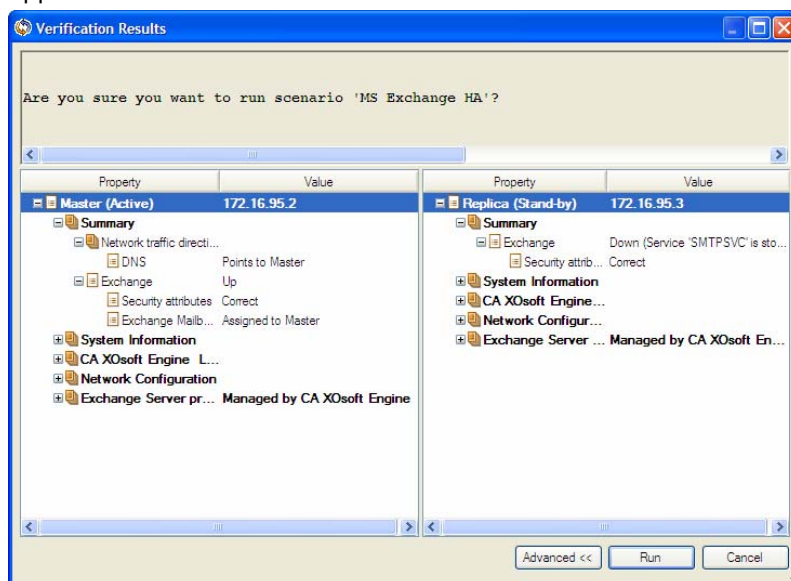 Verification Results
Are you sure you want to run scenario 'MS Exchange HA'?
Property Value
Master (Active) 172.16.95.2
Summary
Network traffic directi...
DNS Points to Master
Exchange Up
Security attributes Correct
Exchange Mailb... Assigned to Master
System Information
CA XOsoft Engine L...
Network Configuration
Exchange Server pr... Managed by CA XOsoft Engine
Property Value
Replica (Stand-by) 172.16.95.3
Summary
Exchange Down (Service 'SMTPSVC' is sto...
Security attrib... Correct
System Information
CA XOsoft Engine...
Network Configur...
Exchange Server ... Managed by CA XOsoft En...
Advanced << Run Cancel